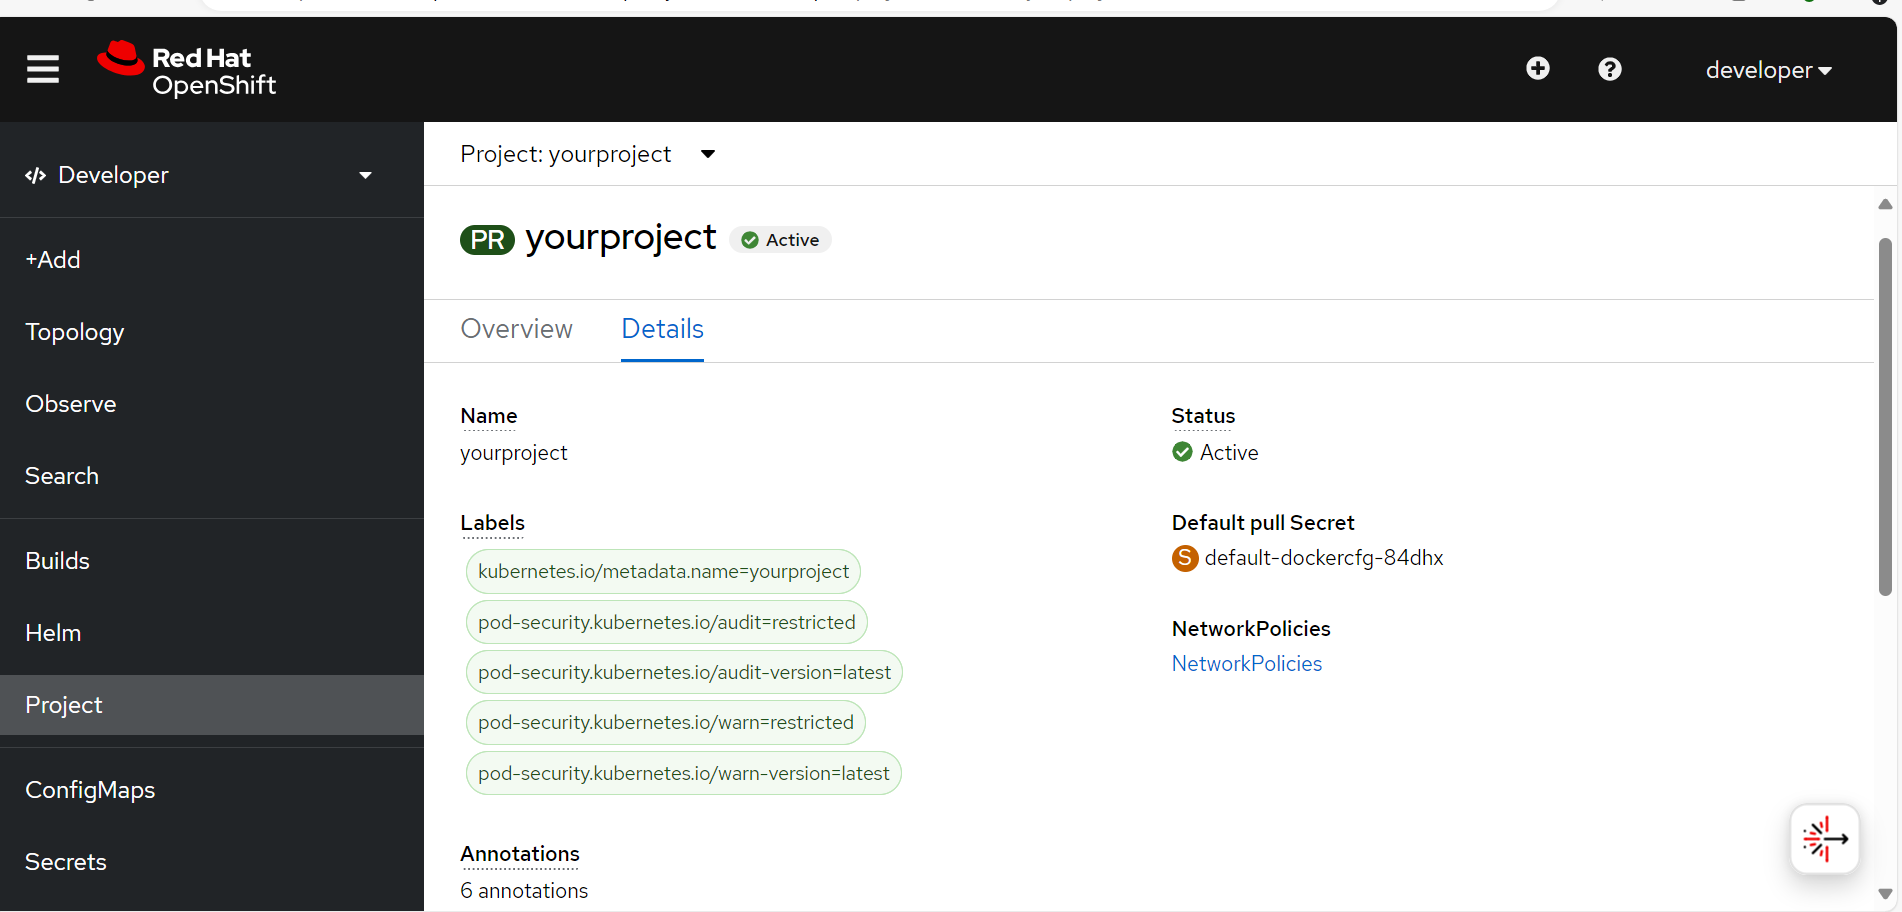 Red Hat
OpenShift
developer
Developer
+Add
Topology
Observe
Search
Builds
Helm
Project
ConfigMaps
Secrets
Project: yourproject
PR yourproject Active
Overview Details
Name
yourproject
Labels
kubernetes.io/metadata.name=yourproject
pod-security.kubernetes.io/audit=restricted
pod-security.kubernetes.io/audit-version=latest
pod-security.kubernetes.io/warn=restricted
pod-security.kubernetes.io/warn-version=latest
Annotations
6 annotations
Status
Active
Default pull Secret
S default-dockercfg-84dhx
NetworkPolicies
NetworkPolicies